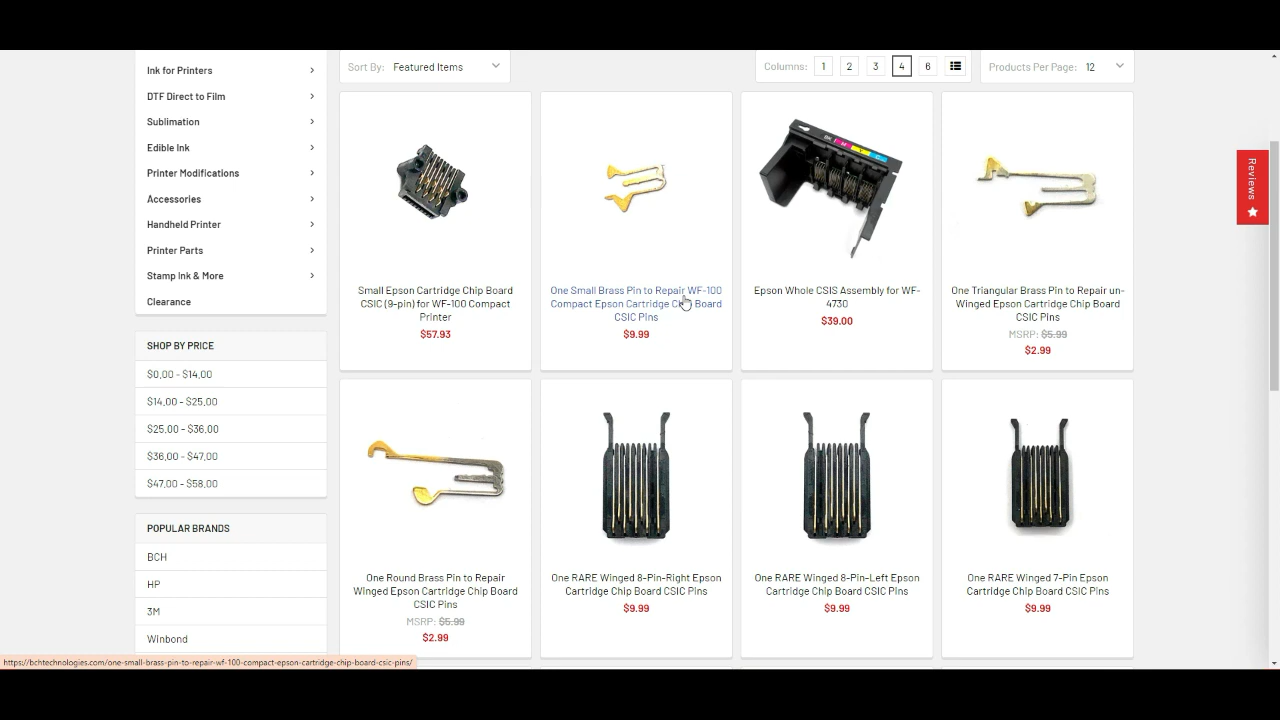 Ink for Printers
DTF Direct to Film
Sublimation
Edible Ink
Printer Modifications
Accessories
Handheld Printer
Printer Parts
Stamp Ink & More
Clearance
SHOP BY PRICE
$0.00 - $14.00
$14.00 - $25.00
$25.00 - $36.00
$36.00 - $47.00
$47.00 - $58.00
POPULAR BRANDS
BCH
HP
3M
Winbond
Sort By: Featured Items
Columns: 1 2 3 4 6
Products Per Page: 12
Small Epson Cartridge Chip Board
CSIC (9-pin) for WF-100 Compact
Printer
$57.93
One Small Brass Pin to Repair WF-100
Compact Epson Cartridge Chip Board
CSIC Pins
$9.99
Epson Whole CSIS Assembly for WF-
4730
$39.00
One Triangular Brass Pin to Repair un-
Winged Epson Cartridge Chip Board
CSIC Pins
MSRP: $5.99
$2.99
One Round Brass Pin to Repair
Winged Epson Cartridge Chip Board
CSIC Pins
MSRP: $5.99
$2.99
One RARE Winged 8-Pin-Right Epson
Cartridge Chip Board CSIC Pins
$9.99
One RARE Winged 8-Pin-Left Epson
Cartridge Chip Board CSIC Pins
$9.99
One RARE Winged 7-Pin Epson
Cartridge Chip Board CSIC Pins
$9.99
Reviews
https://bchtechnologies.com/one-small-brass-pin-to-repair-wf-100-compact-epson-cartridge-chip-board-csic-pins/